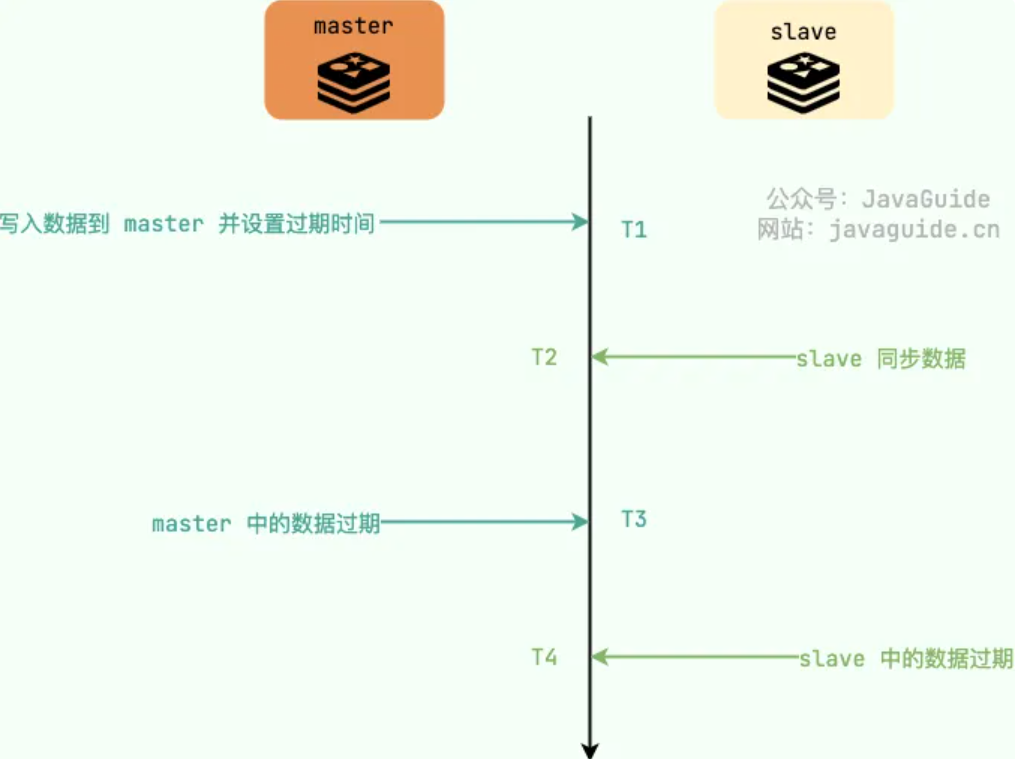 master
slave
公众号：JavaGuide
网站：javaguide.cn
写入数据到 master 并设置过期时间
T1
T2
slave 同步数据
master 中的数据过期
T3
T4
slave 中的数据过期